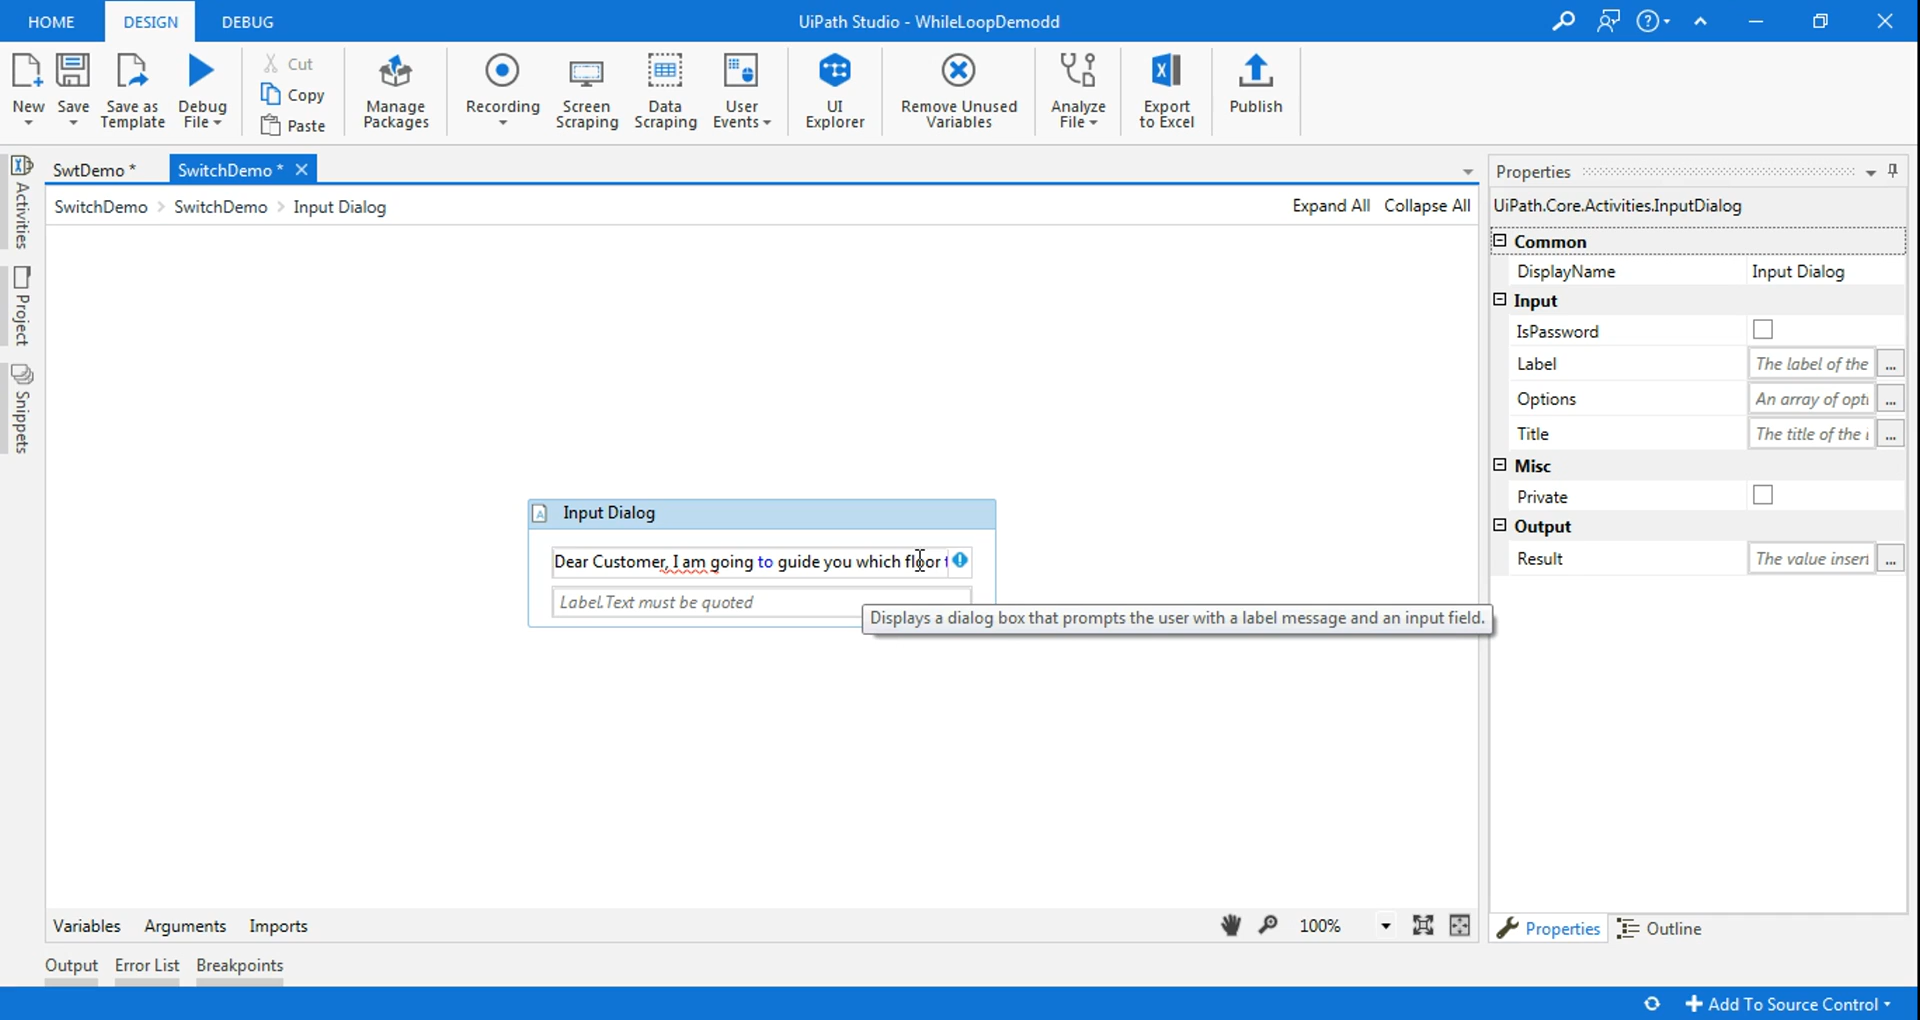 HOME DESIGN DEBUG UiPath Studio - WhileLoopDemodd
New Save Save as Template Debug File Cut Copy Paste Manage Packages Recording Screen Scraping Data Scraping User Events UI Explorer Remove Unused Variables Analyze File Export to Excel Publish
SwtDemo * SwitchDemo *
SwitchDemo SwitchDemo Input Dialog Expand All Collapse All
Activities
Project
Snippets
Input Dialog
Dear Customer, I am going to guide you which floor
Label.Text must be quoted
Displays a dialog box that prompts the user with a label message and an input field.
Properties
UiPath.Core.Activities.InputDialog
Common
DisplayName Input Dialog
Input
IsPassword
Label The label of the ...
Options An array of opti ...
Title The title of the ...
Misc
Private
Output
Result The value insert ...
Variables Arguments Imports 100%
Properties Outline
Output Error List Breakpoints
Add To Source Control